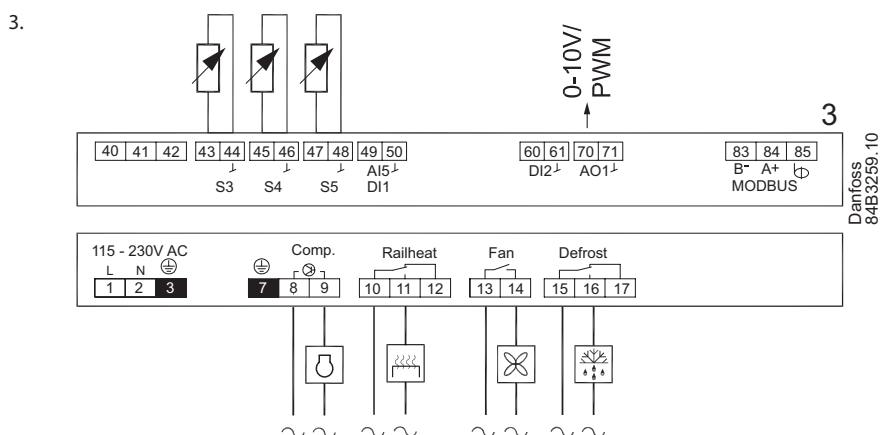 3.
0-10V/
PWM
3
40 41 42 43 44 45 46 47 48 49 50 60 61 70 71 83 84 85
S3 S4 S5 AI5 DI2 AO1 B- A+
DI1 MODBUS
Danfoss
84B3259.10
115 - 230V AC Comp. Railheat Fan Defrost
L N
1 2 3 7 8 9 10 11 12 13 14 15 16 17